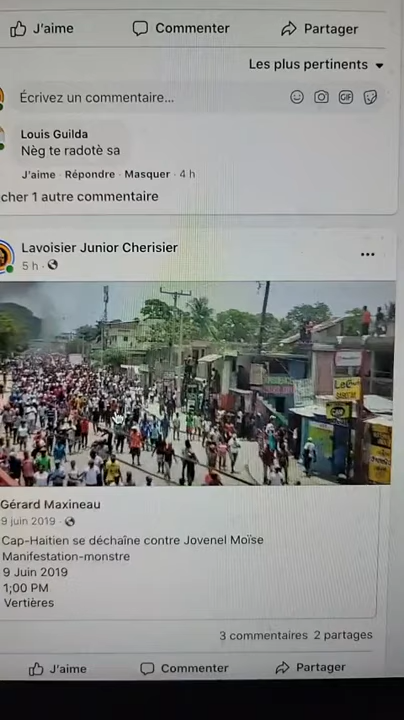 J'aime
Commenter
Partager
Les plus pertinents
Écrivez un commentaire...
GIF
Louis Guilda
Nèg te radotè sa
J'aime · Répondre · Masquer · 4 h
cher 1 autre commentaire
Lavoisier Junior Cherisier
5 h ·
Gérard Maxineau
9 juin 2019 ·
Cap-Haitien se déchaîne contre Jovenel Moïse
Manifestation-monstre
9 Juin 2019
1;00 PM
Vertières
3 commentaires 2 partages
J'aime
Commenter
Partager